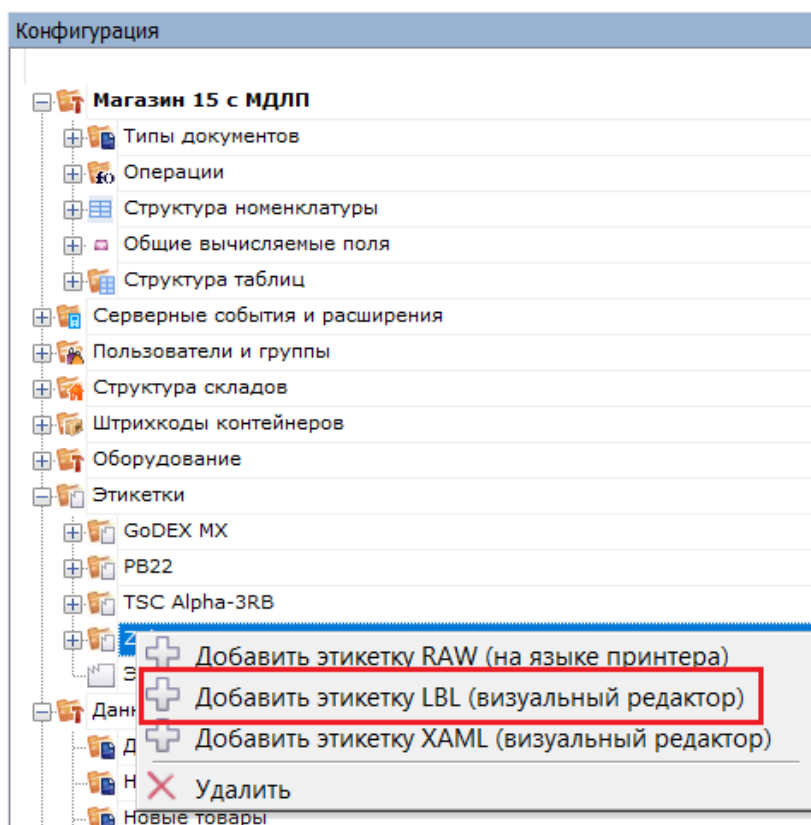 Конфигурация
Магазин 15 с МДЛП
Типы документов
Операции
Структура номенклатуры
Общие вычисляемые поля
Структура таблиц
Серверные события и расширения
Пользователи и группы
Структура складов
Штрихкоды контейнеров
Оборудование
Этикетки
GoDEX MX
PB22
TSC Alpha-3RB
Добавить этикетку RAW (на языке принтера)
Добавить этикетку LBL (визуальный редактор)
Добавить этикетку XAML (визуальный редактор)
Удалить
Новые товары